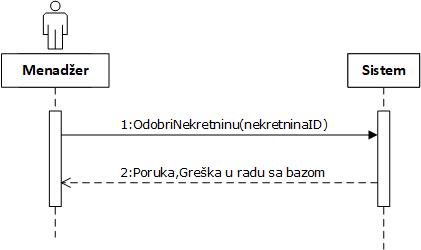 Menadžer
Sistem
1:OdobriNekretninu(nekretninaID)
2:Poruka,Greška u radu sa bazom